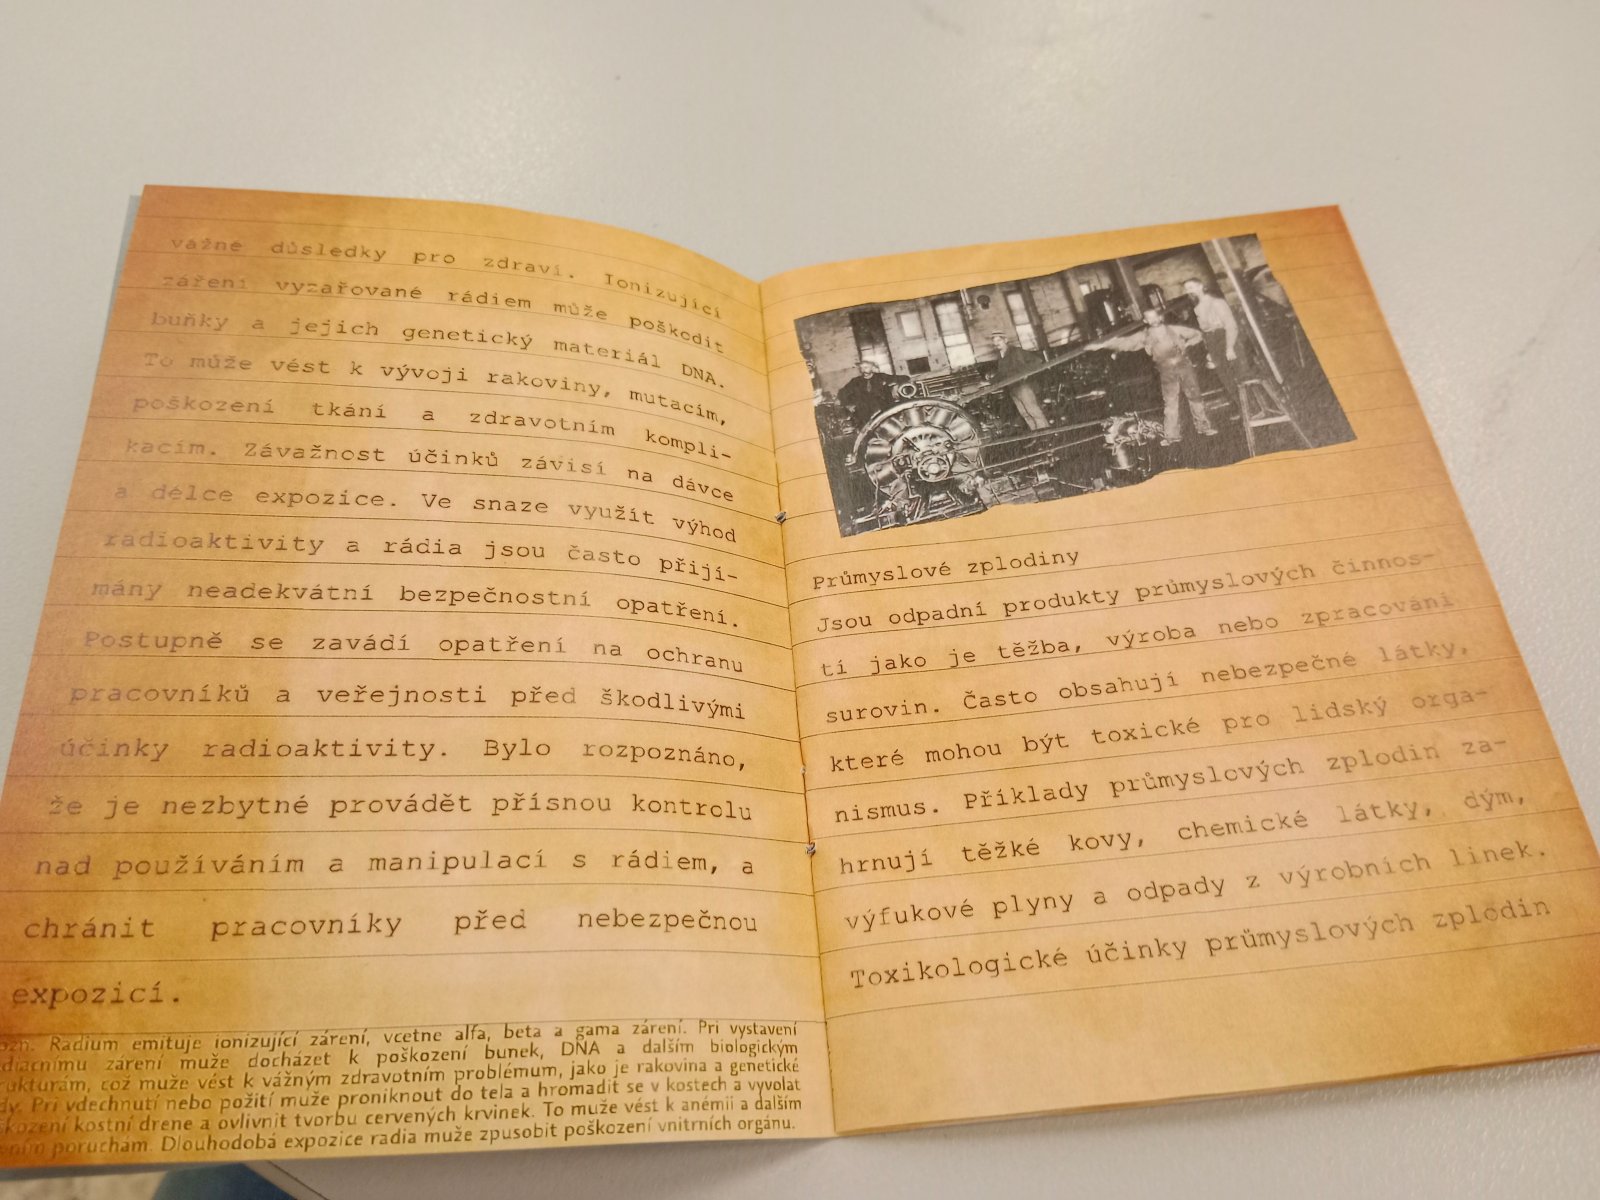 važné důsledky pro zdraví. Ionizující
záření vyzařované rádiem může poškodit
buňky a jejich genetický materiál DNA.
To může vést k vývoji rakoviny, mutacím,
poškození tkání a zdravotním kompli-
kacím. Závažnost účinků závisí na dávce
a délce expozice. Ve snaze využít výhod
radioaktivity a rádia jsou často přijí-
mány neadekvátní bezpečnostní opatření.
Postupně se zavádí opatření na ochranu
pracovníků a veřejnosti před škodlivými
účinky radioaktivity. Bylo rozpoznáno,
že je nezbytné provádět přísnou kontrolu
nad používáním a manipulací s rádiem, a
chránit pracovníky před nebezpečnou
expozicí.
Radium emituje ionizující zárení, vcetne alfa, beta a gama zárení. Pri vystavení
zárení muže docházet k poškození bunek, DNA a dalším biologickým
což muže vést k vážným zdravotním problémum, jako je rakovina a genetické
Pri vdechnutí nebo požití muže proniknout do tela a hromadit se v kostech a vyvolat
kostní drene a ovlivnit tvorbu cervených krvinek. To muže vést k anémii a dalším
poruchám. Dlouhodobá expozice radia muže zpusobit poškození vnitrních orgánu.
Průmyslové zplodiny
Jsou odpadní produkty průmyslových činnos-
tí jako je těžba, výroba nebo zpracování
surovin. Často obsahují nebezpečné látky,
které mohou být toxické pro lidský orga-
nismus. Příklady průmyslových zplodin za-
hrnují těžké kovy, chemické látky, dým,
výfukové plyny a odpady z výrobních linek.
Toxikologické účinky průmyslových zplodin